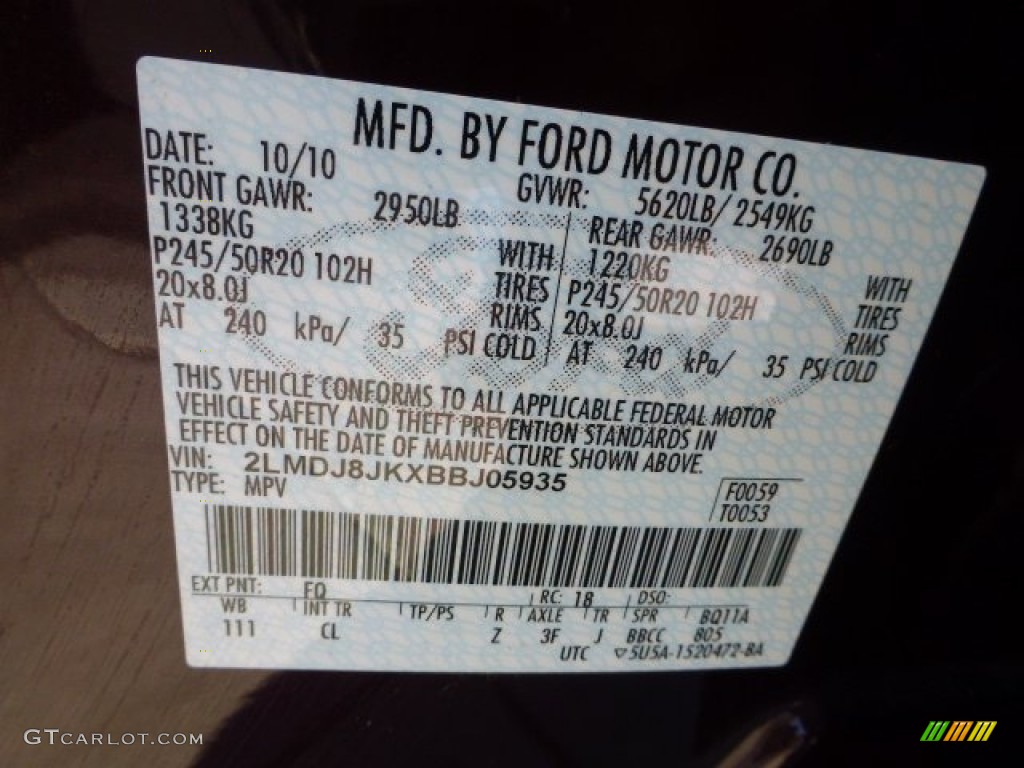 MFD. BY FORD MOTOR CO.
DATE: 10/10 GVWR: 5620LB/ 2549KG
FRONT GAWR: 2950LB REAR GAWR: 2690LB
1338KG WITH 1220KG WITH
P245/50R20 102H TIRES P245/50R20 102H TIRES
20x8.0J RIMS 20x8.0J RIMS
AT 240 kPa/ 35 PSI COLD AT 240 kPa/ 35 PSI COLD
THIS VEHICLE CONFORMS TO ALL APPLICABLE FEDERAL MOTOR
VEHICLE SAFETY AND THEFT PREVENTION STANDARDS IN
EFFECT ON THE DATE OF MANUFACTURE SHOWN ABOVE.
VIN: 2LMDJ8JKXBBJ05935
TYPE: MPV
F0059
T0053
EXT PNT: FQ RC: 18 DSO:
WB INT TR TP/PS R AXLE TR SPR BQ11A
111 CL Z 3F J BBCC 805
UTC ▽5U5A-1520472-BA
GTCARLOT.COM